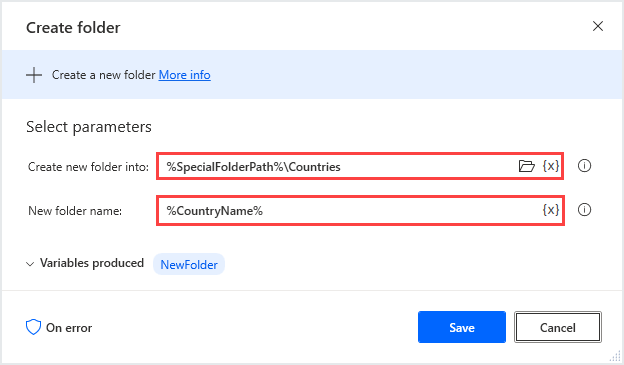 Create folder
Create a new folder More info
Select parameters
Create new folder into: %SpecialFolderPath%\Countries {x}
New folder name: %CountryName% {x}
Variables produced NewFolder
On error Save Cancel